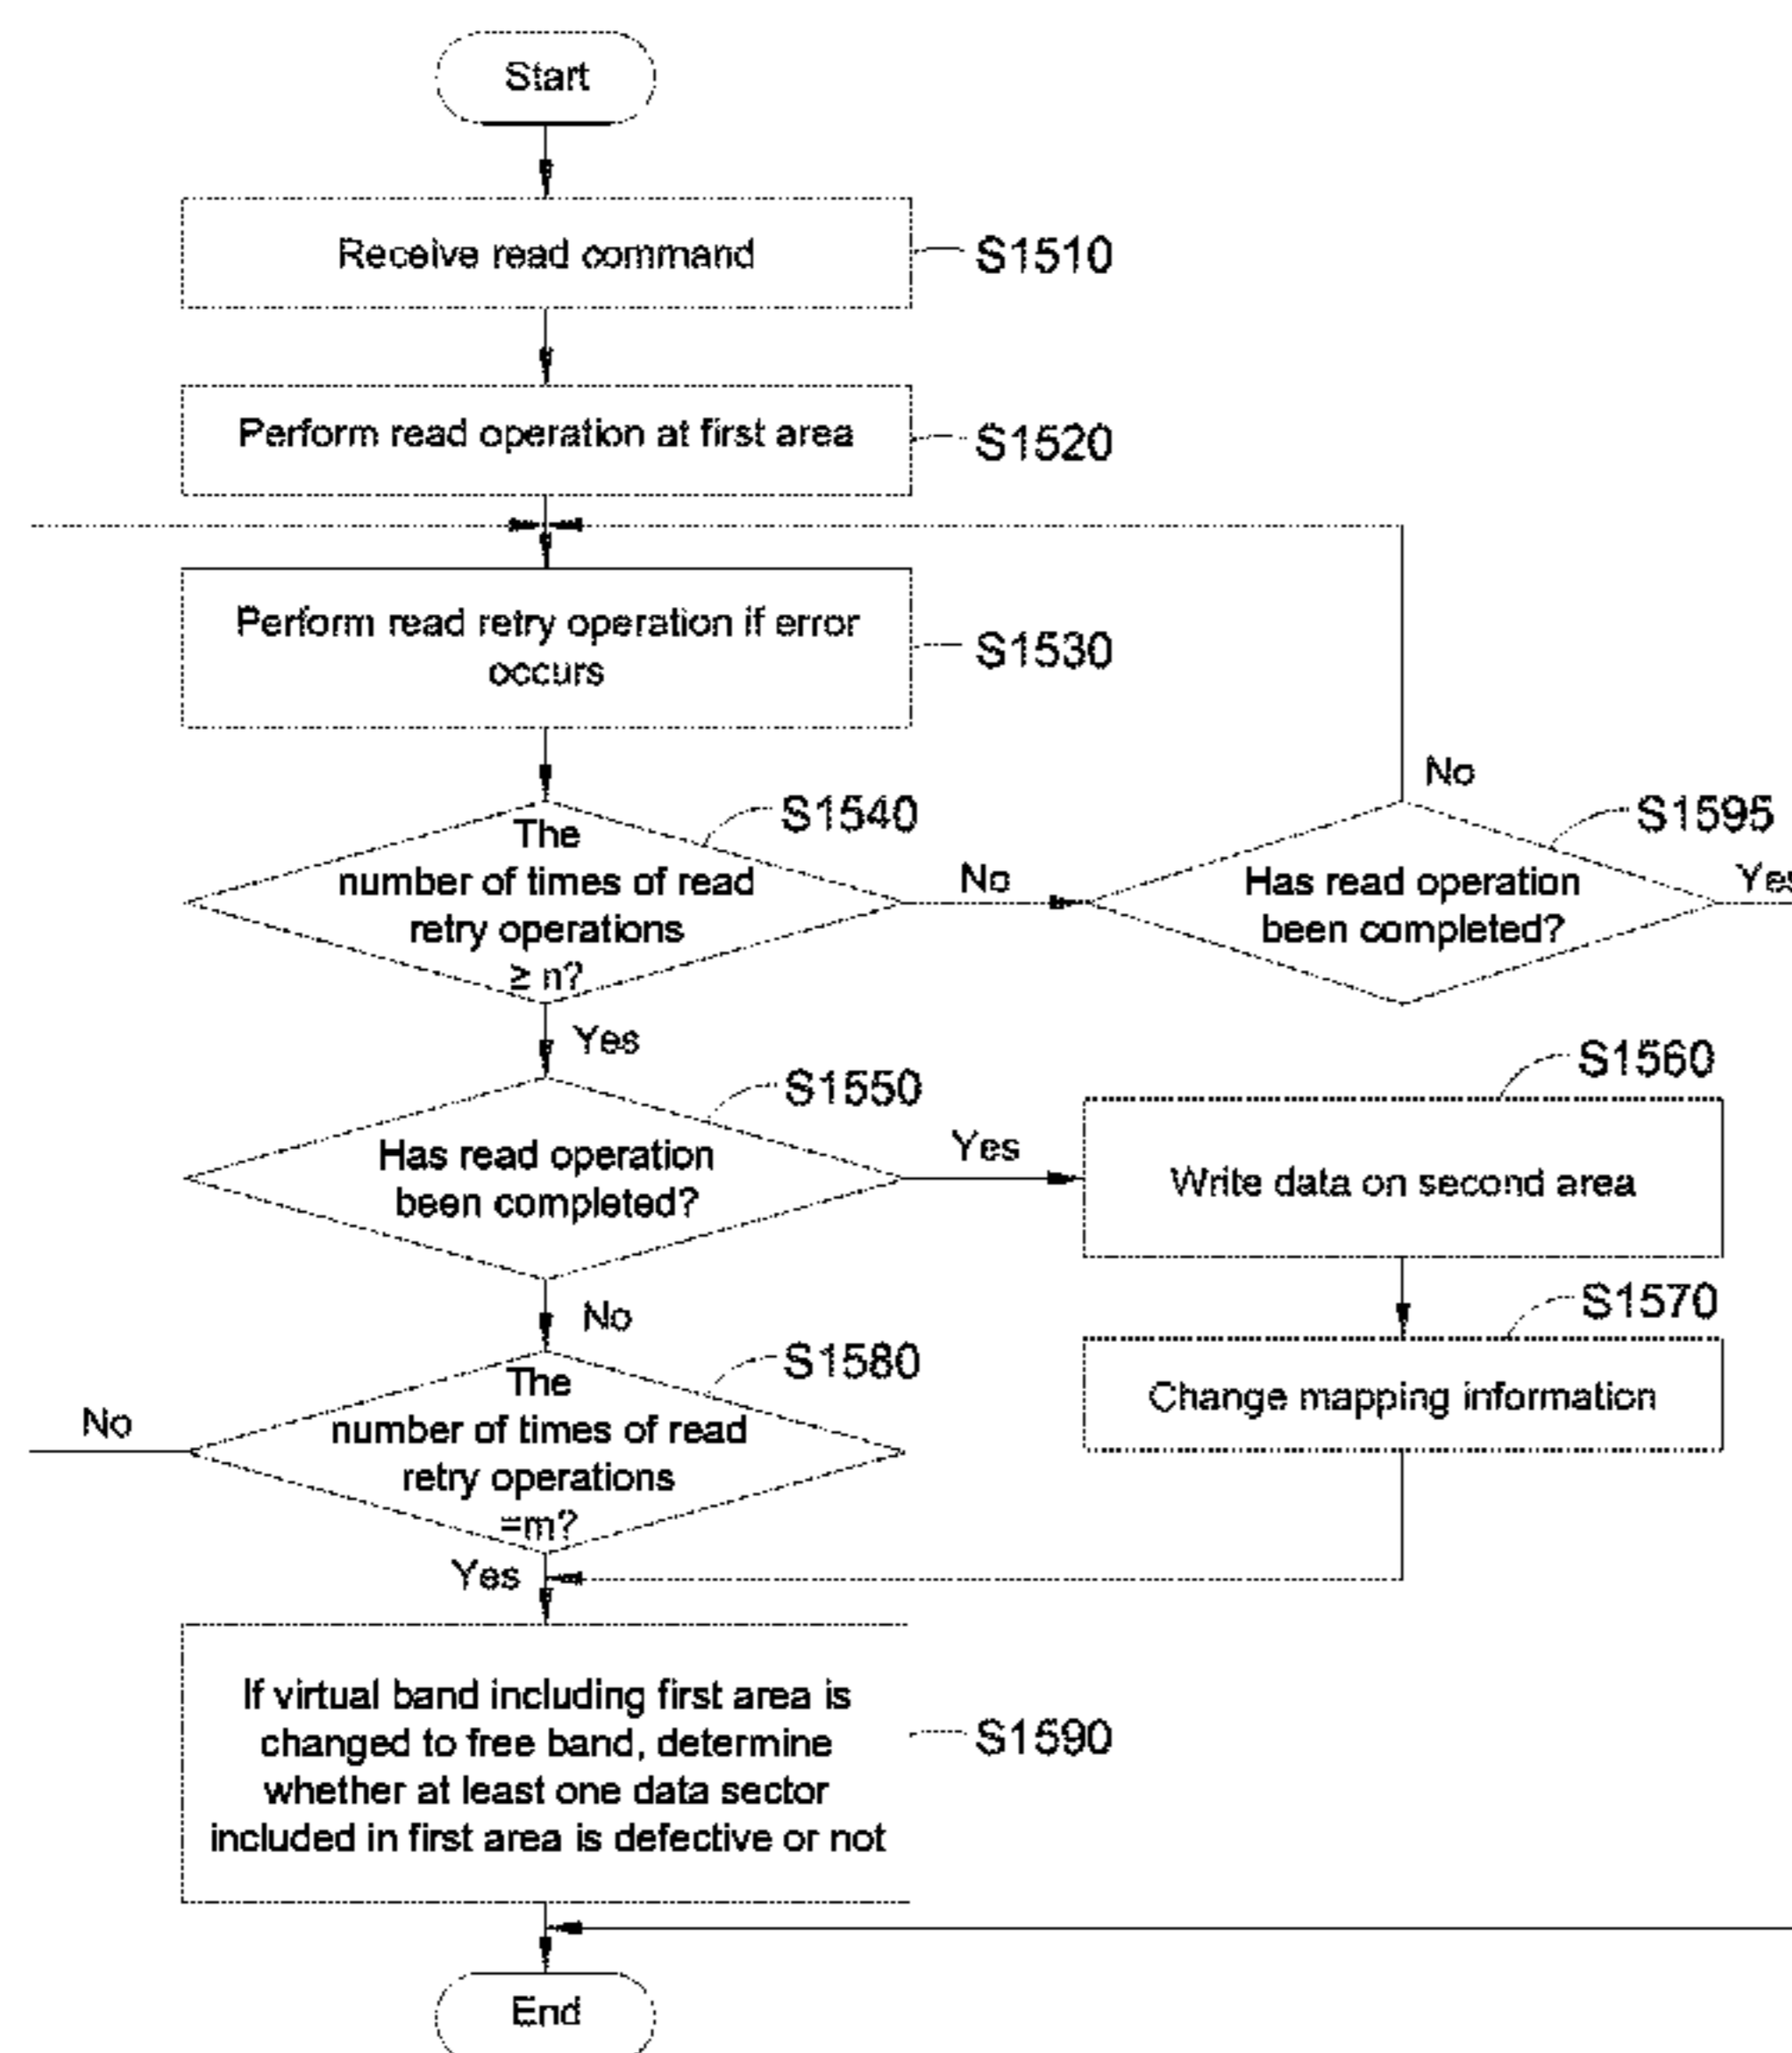 Start
Receive read command
S1510
Perform read operation at first area
S1520
Perform read retry operation if error
occurs
S1530
No
S1540
The
number of times of read
retry operations
≥ n?
No
S1595
Has read operation
been completed?
Yes
Yes
S1550
Has read operation
been completed?
Yes
S1560
Write data on second area
S1570
Change mapping information
No
S1580
The
number of times of read
retry operations
=m?
No
Yes
If virtual band including first area is
changed to free band, determine
whether at least one data sector
included in first area is defective or not
S1590
End